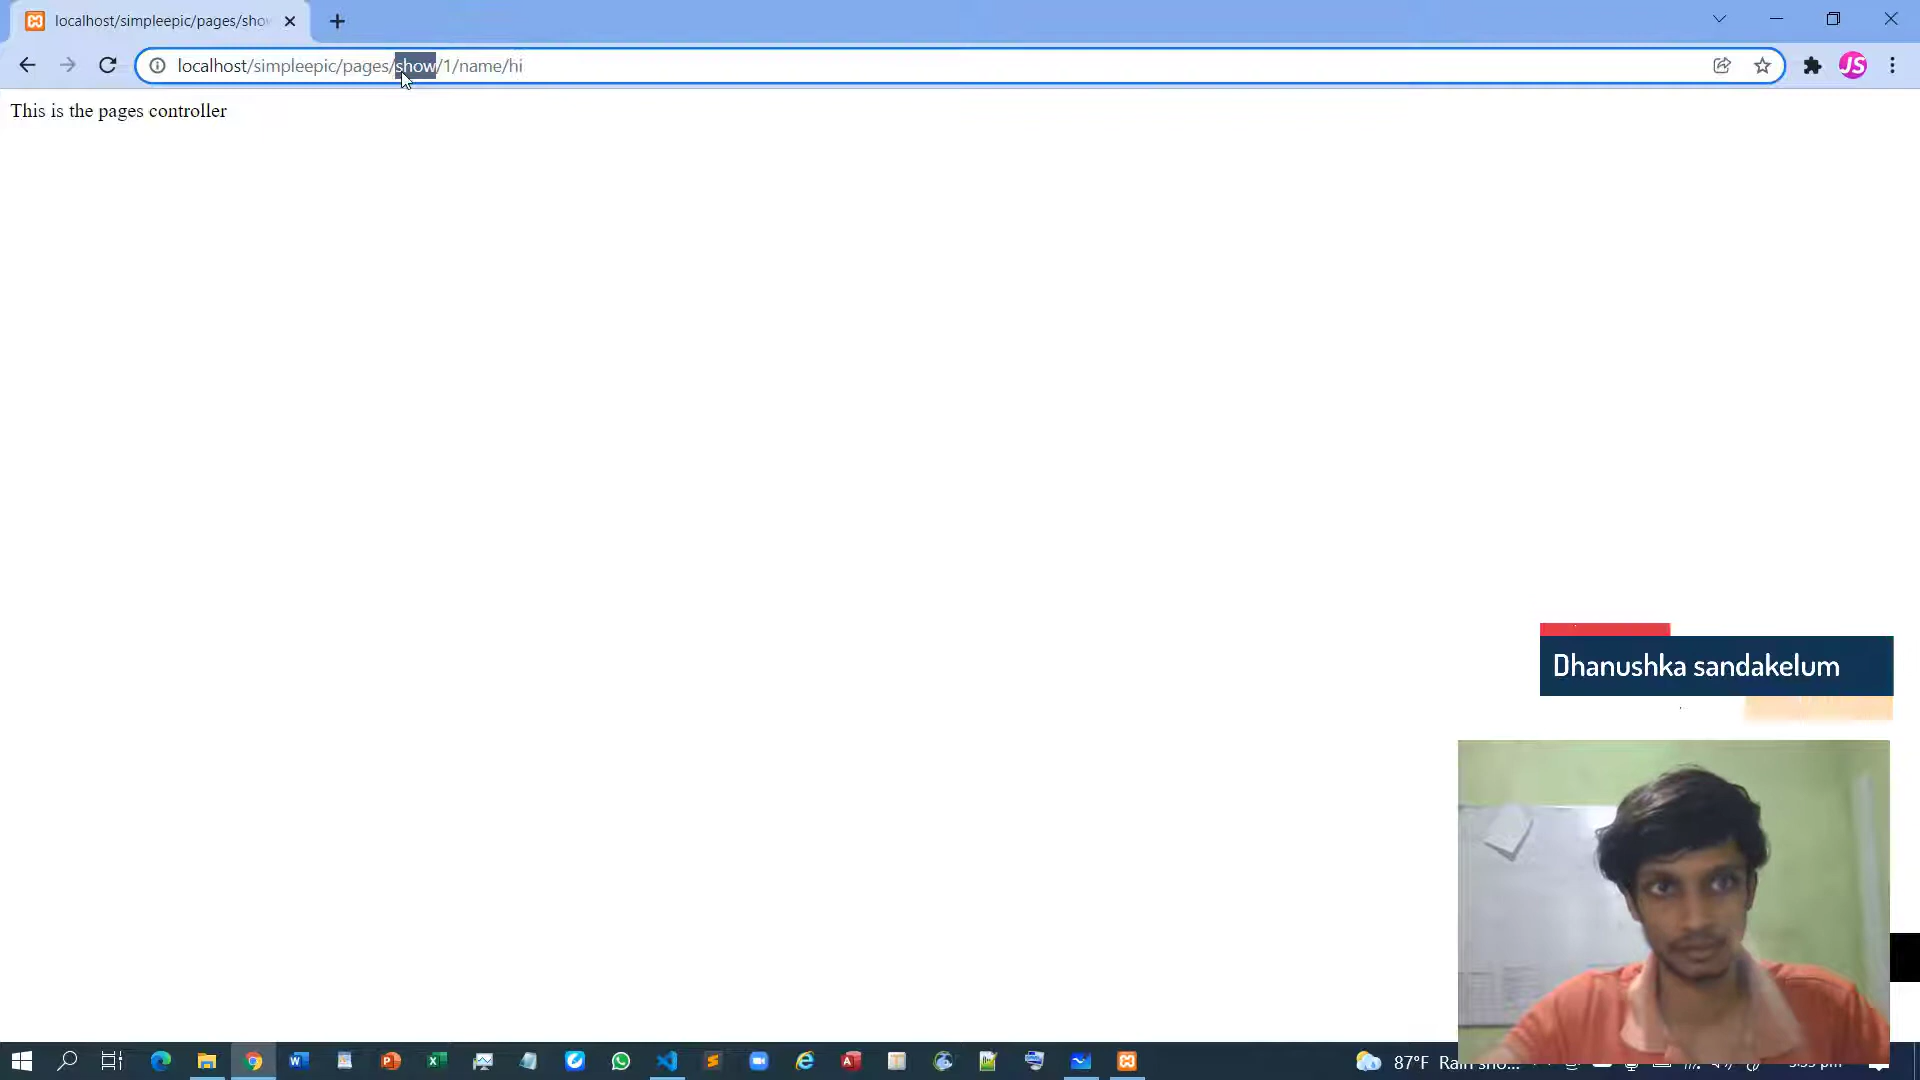 localhost/simpleepic/pages/sho
localhost/simpleepic/pages/show/1/name/hi
JS
This is the pages controller
Dhanushka sandakelum
87°F